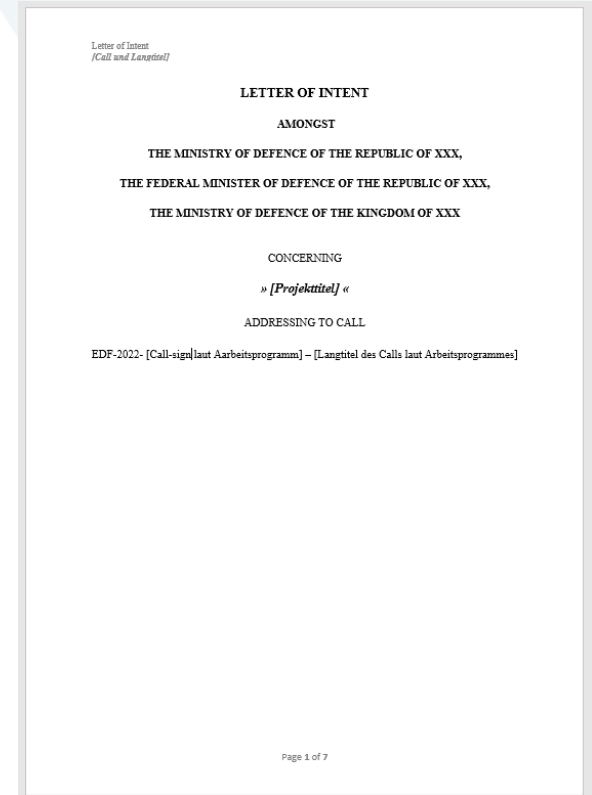 Letter of Intent
[Call und Langtitel]
LETTER OF INTENT
AMONGST
THE MINISTRY OF DEFENCE OF THE REPUBLIC OF XXX,
THE FEDERAL MINISTER OF DEFENCE OF THE REPUBLIC OF XXX,
THE MINISTRY OF DEFENCE OF THE KINGDOM OF XXX
CONCERNING
» [Projekttitel] «
ADDRESSING TO CALL
EDF-2022- [Call-sign laut Aarbeitsprogramm] – [Langtitel des Calls laut Arbeitsprogrammes]
Page 1 of 7